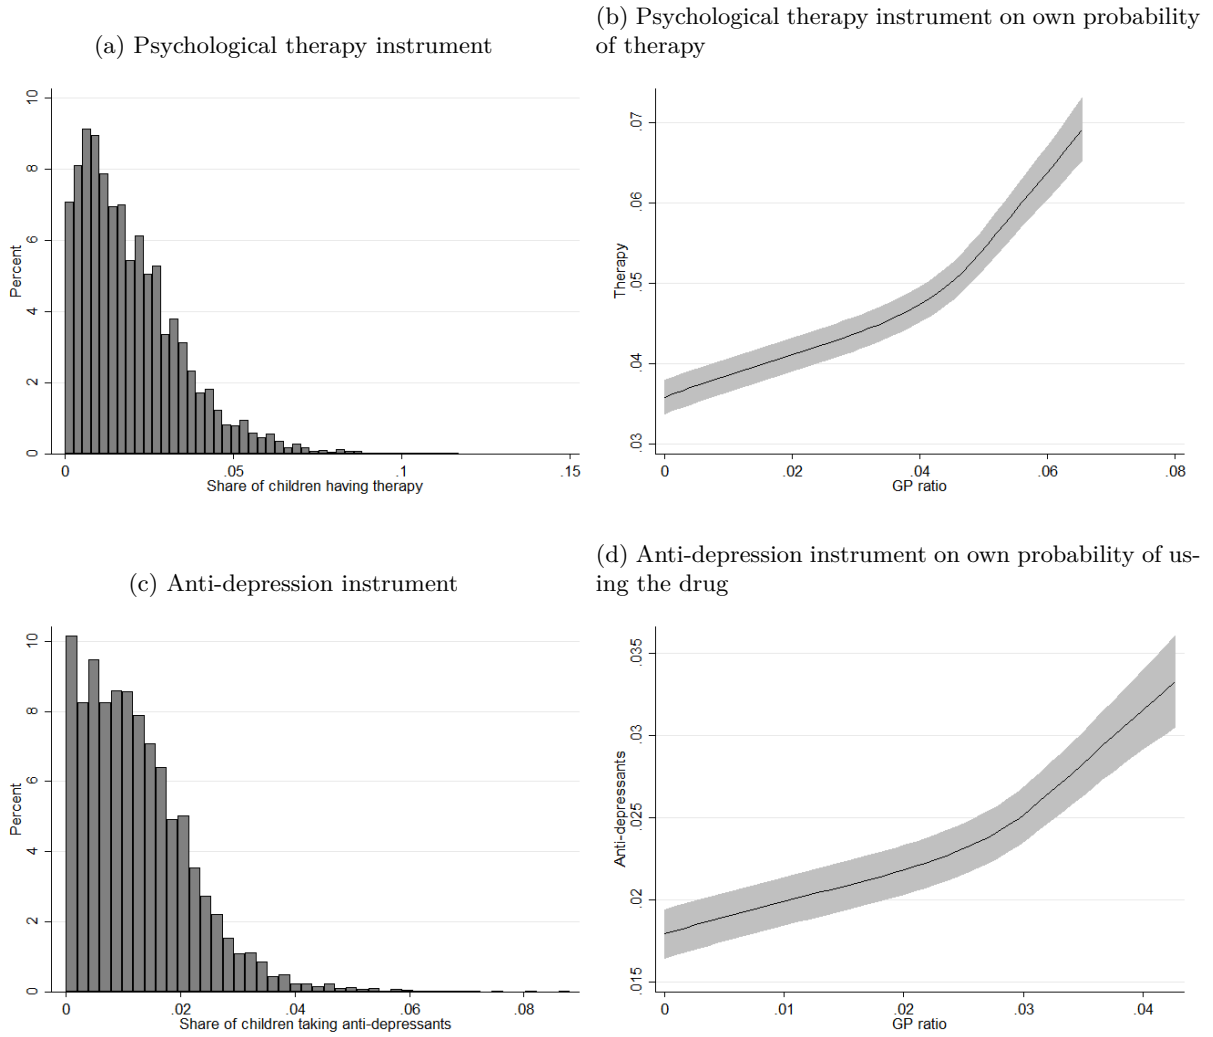 (a) Psychological therapy instrument
10
8
6
4
2
0
Percent
0 .05 .1 .15
Share of children having therapy
(b) Psychological therapy instrument on own probability
of therapy
.07
.06
.05
.04
.03
Therapy
0 .02 .04 .06 .08
GP ratio
(c) Anti-depression instrument
10
8
6
4
2
0
Percent
0 .02 .04 .06 .08
Share of children taking anti-depressants
(d) Anti-depression instrument on own probability of us-
ing the drug
.035
.03
.025
.02
.015
Anti-depressants
0 .01 .02 .03 .04
GP ratio